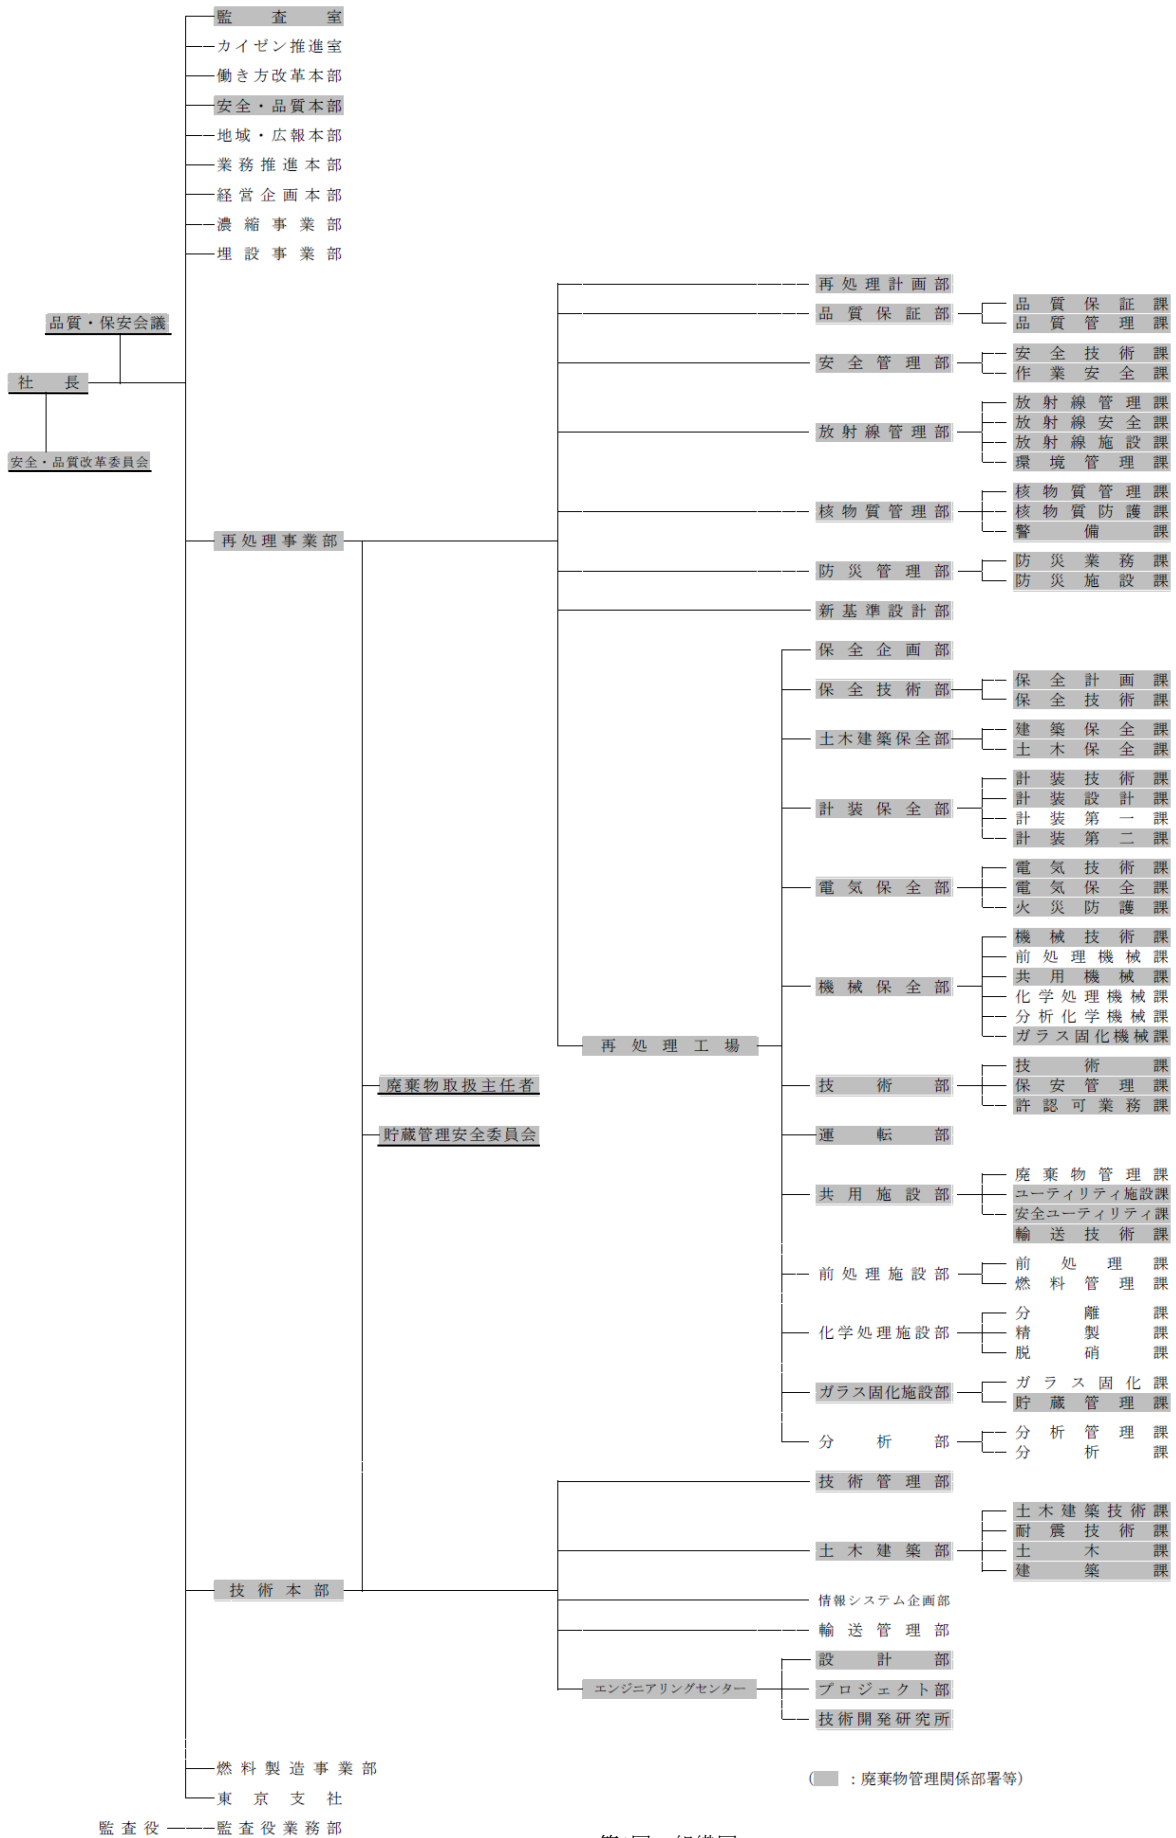 監査室
カイゼン推進室
働き方改革本部
安全・品質本部
地域・広報本部
業務推進本部
経営企画本部
濃縮事業部
埋設事業部
品質・保安会議
社長
安全・品質改革委員会
再処理事業部
再処理計画部
品質保証部
品質保証課
品質管理課
安全管理部
安全技術課
作業安全課
放射線管理部
放射線管理課
放射線安全課
放射線施設課
環境管理課
核物質管理部
核物質管理課
核物質防護課
警備課
防災管理部
防災業務課
防災施設課
新基準設計部
再処理工場
保全企画部
保全技術部
保全計画課
保全技術課
土木建築保全部
建築保全課
土木保全課
計装保全部
計装技術課
計装設計課
計装第一課
計装第二課
電気保全部
電気技術課
電気保全課
火災防護課
機械保全部
機械技術課
前処理機械課
共用機械課
化学処理機械課
分析化学機械課
ガラス固化機械課
技術部
技術課
保安管理課
許認可業務課
運転部
共用施設部
廃棄物管理課
ユーティリティ施設課
安全ユーティリティ課
輸送技術課
前処理施設部
前処理課
燃料管理課
化学処理施設部
分離課
精製課
脱硝課
ガラス固化施設部
ガラス固化課
貯蔵管理課
分析部
分析管理課
分析課
廃棄物取扱主任者
貯蔵管理安全委員会
技術本部
技術管理部
土木建築部
土木建築技術課
耐震技術課
土木課
建築課
情報システム企画部
輸送管理部
エンジニアリングセンター
設計部
プロジェクト部
技術開発研究所
燃料製造事業部
東京支社
監査役
監査役業務部
(　：廃棄物管理関係部署等)